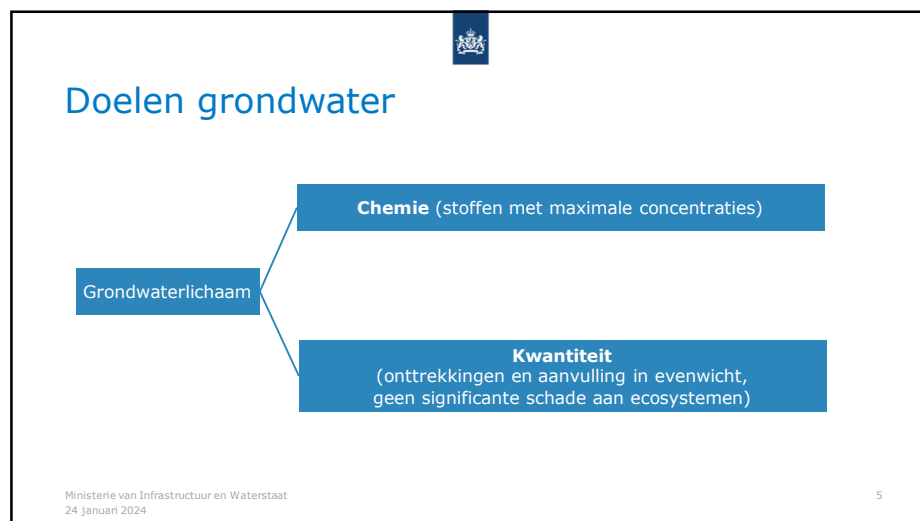 Doelen grondwater
Chemie (stoffen met maximale concentraties)
Grondwaterlichaam
Kwantiteit
(onttrekkingen en aanvulling in evenwicht,
geen significante schade aan ecosystemen)
Ministerie van Infrastructuur en Waterstaat
24 januari 2024
5